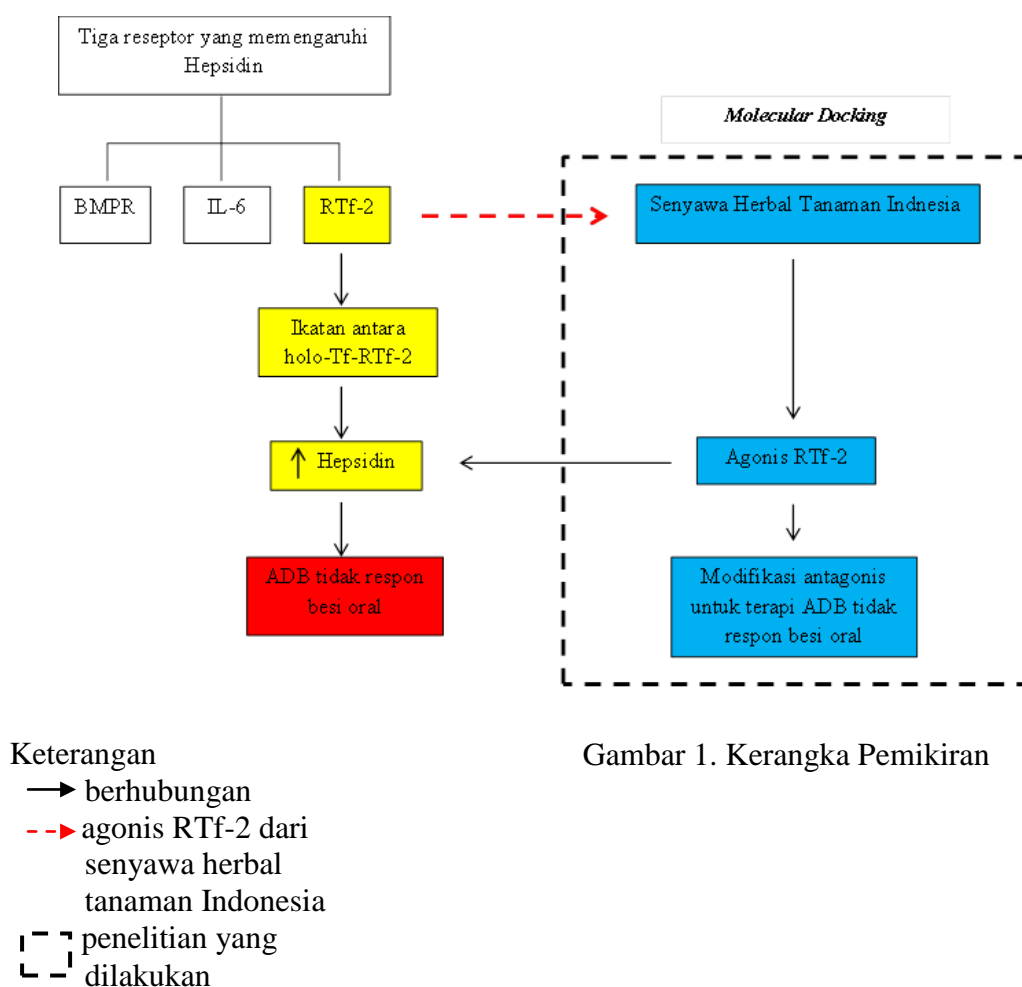 Tiga reseptor yang memengaruhi
Hepsidin
Molecular Docking
BMPR
IL-6
RTf-2
Senyawa Herbal Tanaman Indnesia
Ikatan antara
holo-Tf-RTf-2
↑ Hepsidin
Agonis RTf-2
ADB tidak respon
besi oral
Modifikasi antagonis
untuk terapi ADB tidak
respon besi oral
Keterangan
berhubungan
agonis RTf-2 dari
senyawa herbal
tanaman Indonesia
penelitian yang
dilakukan
Gambar 1. Kerangka Pemikiran